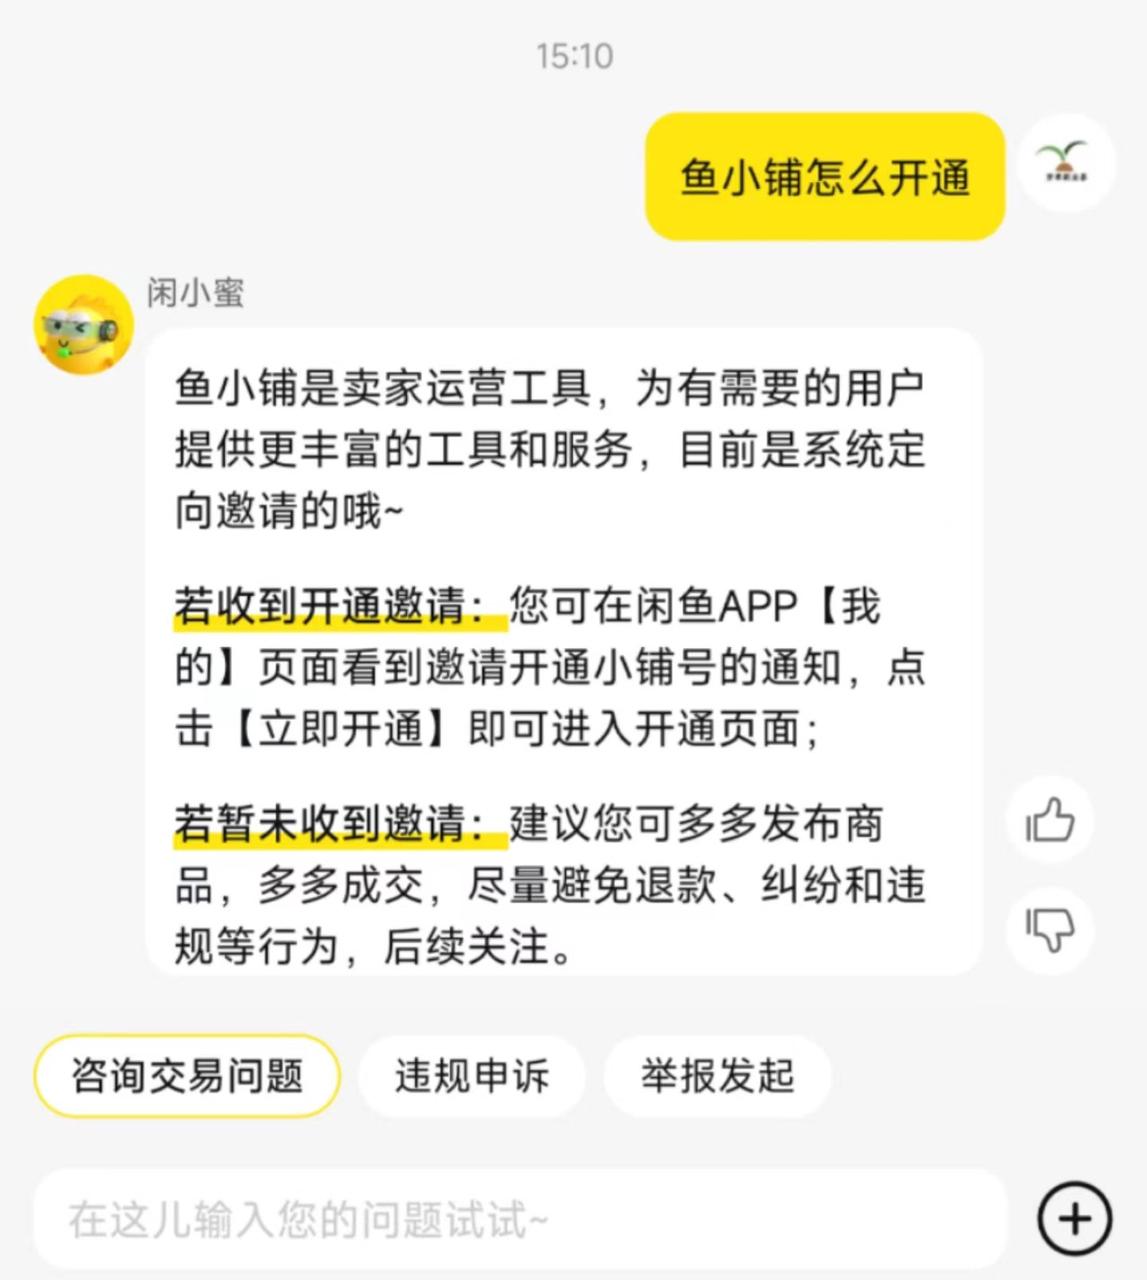 15:10
鱼小铺怎么开通
闲小蜜
鱼小铺是卖家运营工具，为有需要的用户
提供更丰富的工具和服务，目前是系统定
向邀请的哦~
若收到开通邀请：您可在闲鱼APP【我
的】页面看到邀请开通小铺号的通知，点
击【立即开通】即可进入开通页面；
若暂未收到邀请：建议您可多多发布商
品，多多成交，尽量避免退款、纠纷和违
规等行为，后续关注。
咨询交易问题
违规申诉
举报发起
在这儿输入您的问题试试~